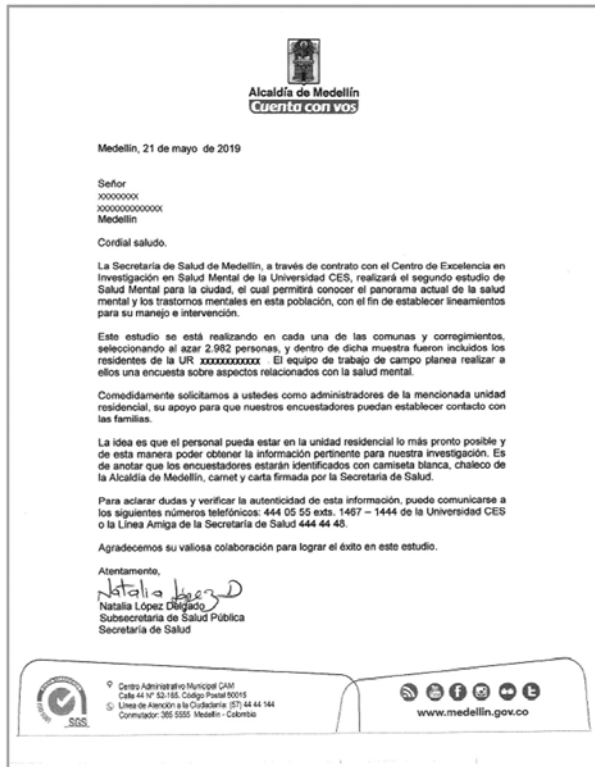 Alcaldía de Medellín
Cuenta con vos
Medellín, 21 de mayo de 2019
Señor
xxxxxxxx
xxxxxxxxxxxxx
Medellín
Cordial saludo.
La Secretaría de Salud de Medellín, a través de contrato con el Centro de Excelencia en
Investigación en Salud Mental de la Universidad CES, realizará el segundo estudio de
Salud Mental para la ciudad, el cual permitirá conocer el panorama actual de la salud
mental y los trastornos mentales en esta población, con el fin de establecer lineamientos
para su manejo e intervención.
Este estudio se está realizando en cada una de las comunas y corregimientos,
seleccionando al azar 2.982 personas, y dentro de dicha muestra fueron incluidos los
residentes de la UR xxxxxxxxxxxx . El equipo de trabajo de campo planea realizar a
ellos una encuesta sobre aspectos relacionados con la salud mental.
Comedidamente solicitamos a ustedes como administradores de la mencionada unidad
residencial, su apoyo para que nuestros encuestadores puedan establecer contacto con
las familias.
La idea es que el personal pueda estar en la unidad residencial lo más pronto posible y
de esta manera poder obtener la información pertinente para nuestra investigación. Es
de anotar que los encuestadores estarán identificados con camiseta blanca, chaleco de
la Alcaldía de Medellín, carnet y carta firmada por la Secretaria de Salud.
Para aclarar dudas y verificar la autenticidad de esta información, puede comunicarse a
los siguientes números telefónicos: 444 05 55 exts. 1467 – 1444 de la Universidad CES
o la Línea Amiga de la Secretaría de Salud 444 44 48.
Agradecemos su valiosa colaboración para lograr el éxito en este estudio.
Atentamente,
Natalia López D
Natalia López Delgado
Subsecretaria de Salud Pública
Secretaría de Salud
Centro Administrativo Municipal CAM
Calle 44 N° 52-165. Código Postal 50015
Línea de Atención a la Ciudadanía: (57) 44 44 144
Conmutador: 385 5555 Medellín - Colombia
SGS
www.medellin.gov.co